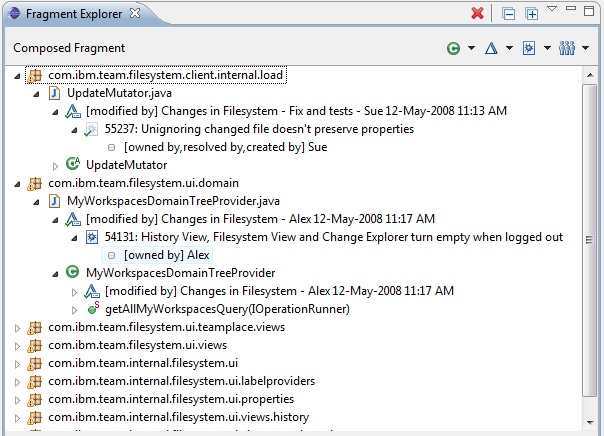 Fragment Explorer
Composed Fragment
com.ibm.team.filesystem.client.internal.load
UpdateMutator.java
[modified by] Changes in Filesystem - Fix and tests - Sue 12-May-2008 11:13 AM
55237: Unignoring changed file doesn't preserve properties
[owned by,resolved by,created by] Sue
UpdateMutator
com.ibm.team.filesystem.ui.domain
MyWorkspacesDomainTreeProvider.java
[modified by] Changes in Filesystem - Alex 12-May-2008 11:17 AM
54131: History View, Filesystem View and Change Explorer turn empty when logged out
[owned by] Alex
MyWorkspacesDomainTreeProvider
[modified by] Changes in Filesystem - Alex 12-May-2008 11:17 AM
getAllMyWorkspacesQuery(IOperationRunner)
com.ibm.team.filesystem.ui.teamplace.views
com.ibm.team.filesystem.ui.views
com.ibm.team.internal.filesystem.ui
com.ibm.team.internal.filesystem.ui.labelproviders
com.ibm.team.internal.filesystem.ui.properties
com.ibm.team.internal.filesystem.ui.views.history